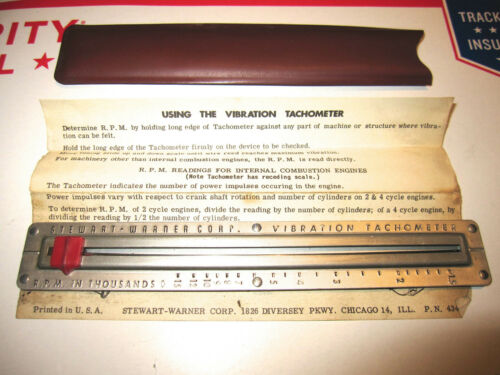 TRACK
INSU
USING THE VIBRATION TACHOMETER
Determine R.P.M. by holding long edge of Tachometer against any part of machine or structure where vibra-
tion can be felt.
Hold the long edge of the Tachometer firmly on the device to be checked.
For machinery other than internal combustion engines, the R.P.M. is read directly.
R.P.M. READINGS FOR INTERNAL COMBUSTION ENGINES
(Note Tachometer has receding scale.)
The Tachometer indicates the number of power impulses occuring in the engine.
Power impulses vary with respect to crank shaft rotation and number of cylinders on 2 & 4 cycle engines.
To determine R.P.M. of 2 cycle engines, divide the reading by the number of cylinders; of a 4 cycle engine, by
dividing the reading by 1/2 the number of cylinders.
STEWART-WARNER CORP. VIBRATION TACHOMETER
R.P.M. IN THOUSANDS
Printed in U.S.A. STEWART-WARNER CORP. 1826 DIVERSEY PKWY. CHICAGO 14, ILL. P.N. 434